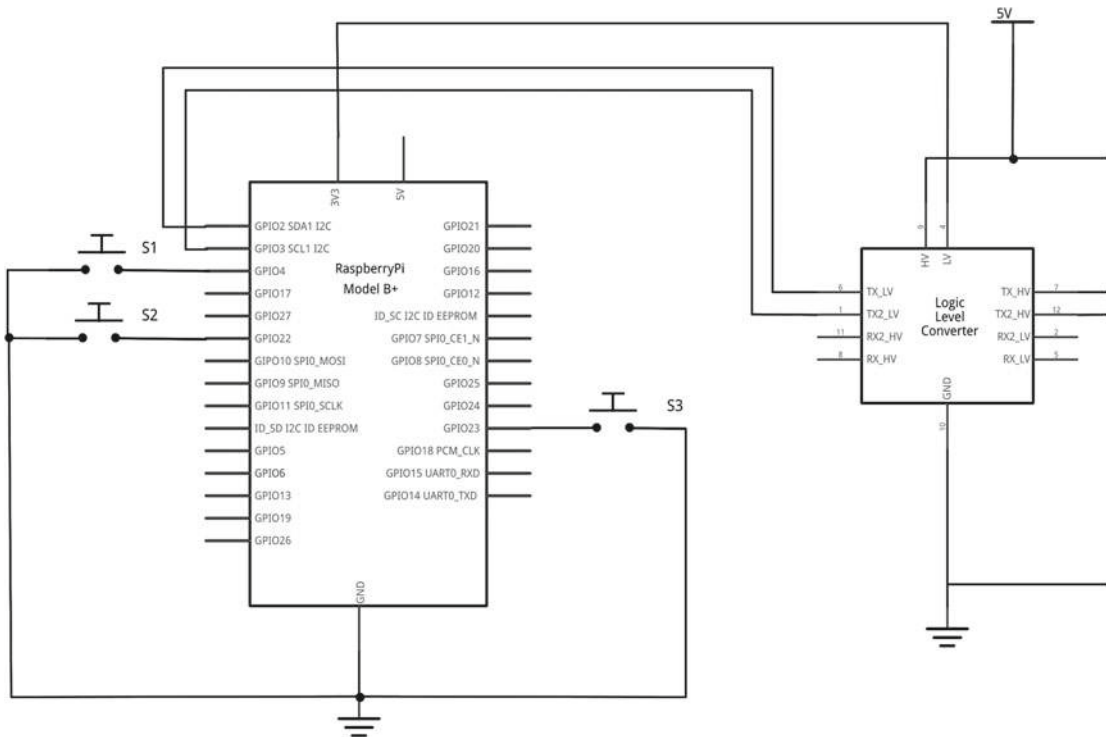 5V
3V3
5V
GPIO2 SDA1 I2C
GPIO3 SCL1 I2C
GPIO4
GPIO17
GPIO27
GPIO22
GIPO10 SPI0_MOSI
GPIO9 SPI0_MISO
GPIO11 SPI0_SCLK
ID_SD I2C ID EEPROM
GPIO5
GPIO6
GPIO13
GPIO19
GPIO26
RaspberryPi
Model B+
GPIO21
GPIO20
GPIO16
GPIO12
ID_SC I2C ID EEPROM
GPIO7 SPI0_CE1_N
GPIO8 SPI0_CE0_N
GPIO25
GPIO24
GPIO23
GPIO18 PCM_CLK
GPIO15 UART0_RXD
GPIO14 UART0_TXD
GND
S1
S2
S3
9
4
HV
LV
6
TX_LV
1
TX2_LV
11
RX2_HV
8
RX_HV
Logic
Level
Converter
TX_HV
7
TX2_HV
12
RX2_LV
2
RX_LV
5
GND
10